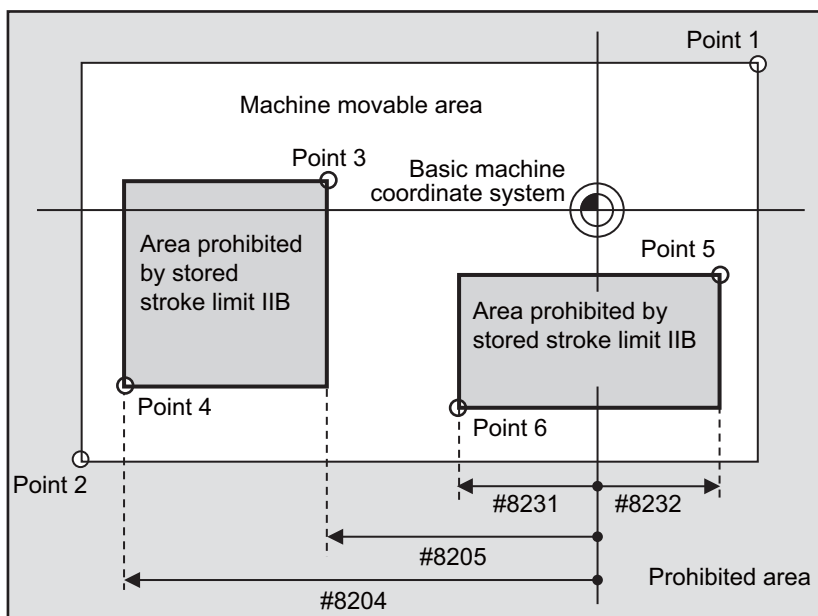 Point 1
Machine movable area
Point 3
Basic machine
coordinate system
Area prohibited
by stored
stroke limit IIB
Point 5
Area prohibited by
stored stroke limit IIB
Point 4
Point 6
Point 2
#8231
#8232
#8205
Prohibited area
#8204